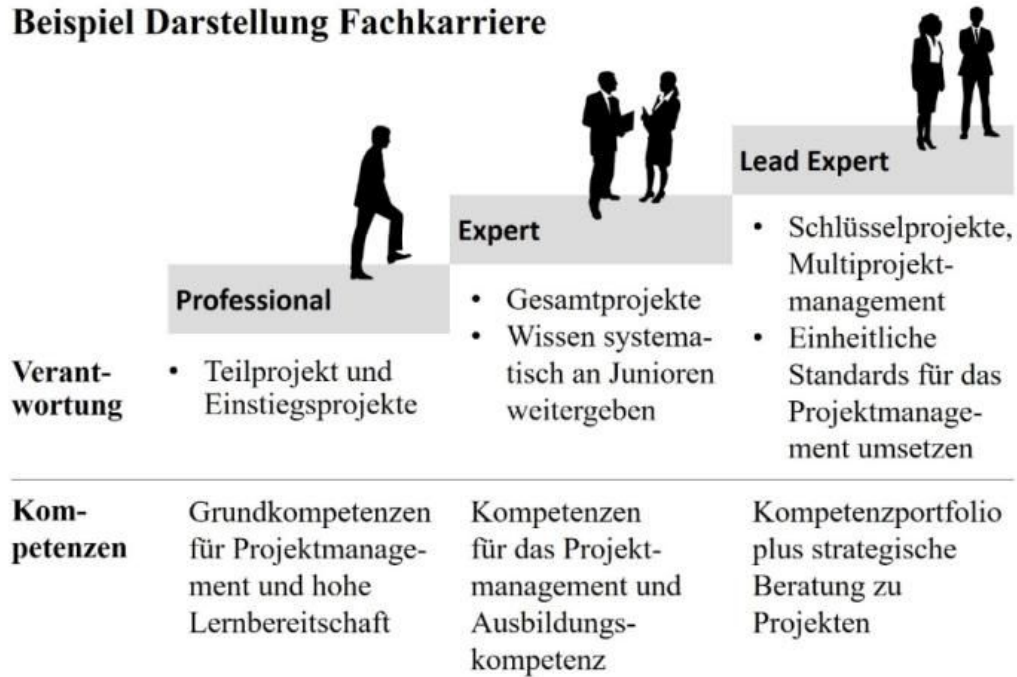 Beispiel Darstellung Fachkarriere
Professional
Expert
Lead Expert
Verant-
wortung
• Teilprojekt und
Einstiegsprojekte
• Gesamtprojekte
• Wissen systema-
tisch an Junioren
weitergeben
• Schlüsselprojekte,
Multiprojekt-
management
• Einheitliche
Standards für das
Projektmanage-
ment umsetzen
Kom-
petenzen
Grundkompetenzen
für Projektmanage-
ment und hohe
Lernbereitschaft
Kompetenzen
für das Projekt-
management und
Ausbildungs-
kompetenz
Kompetenzportfolio
plus strategische
Beratung zu
Projekten